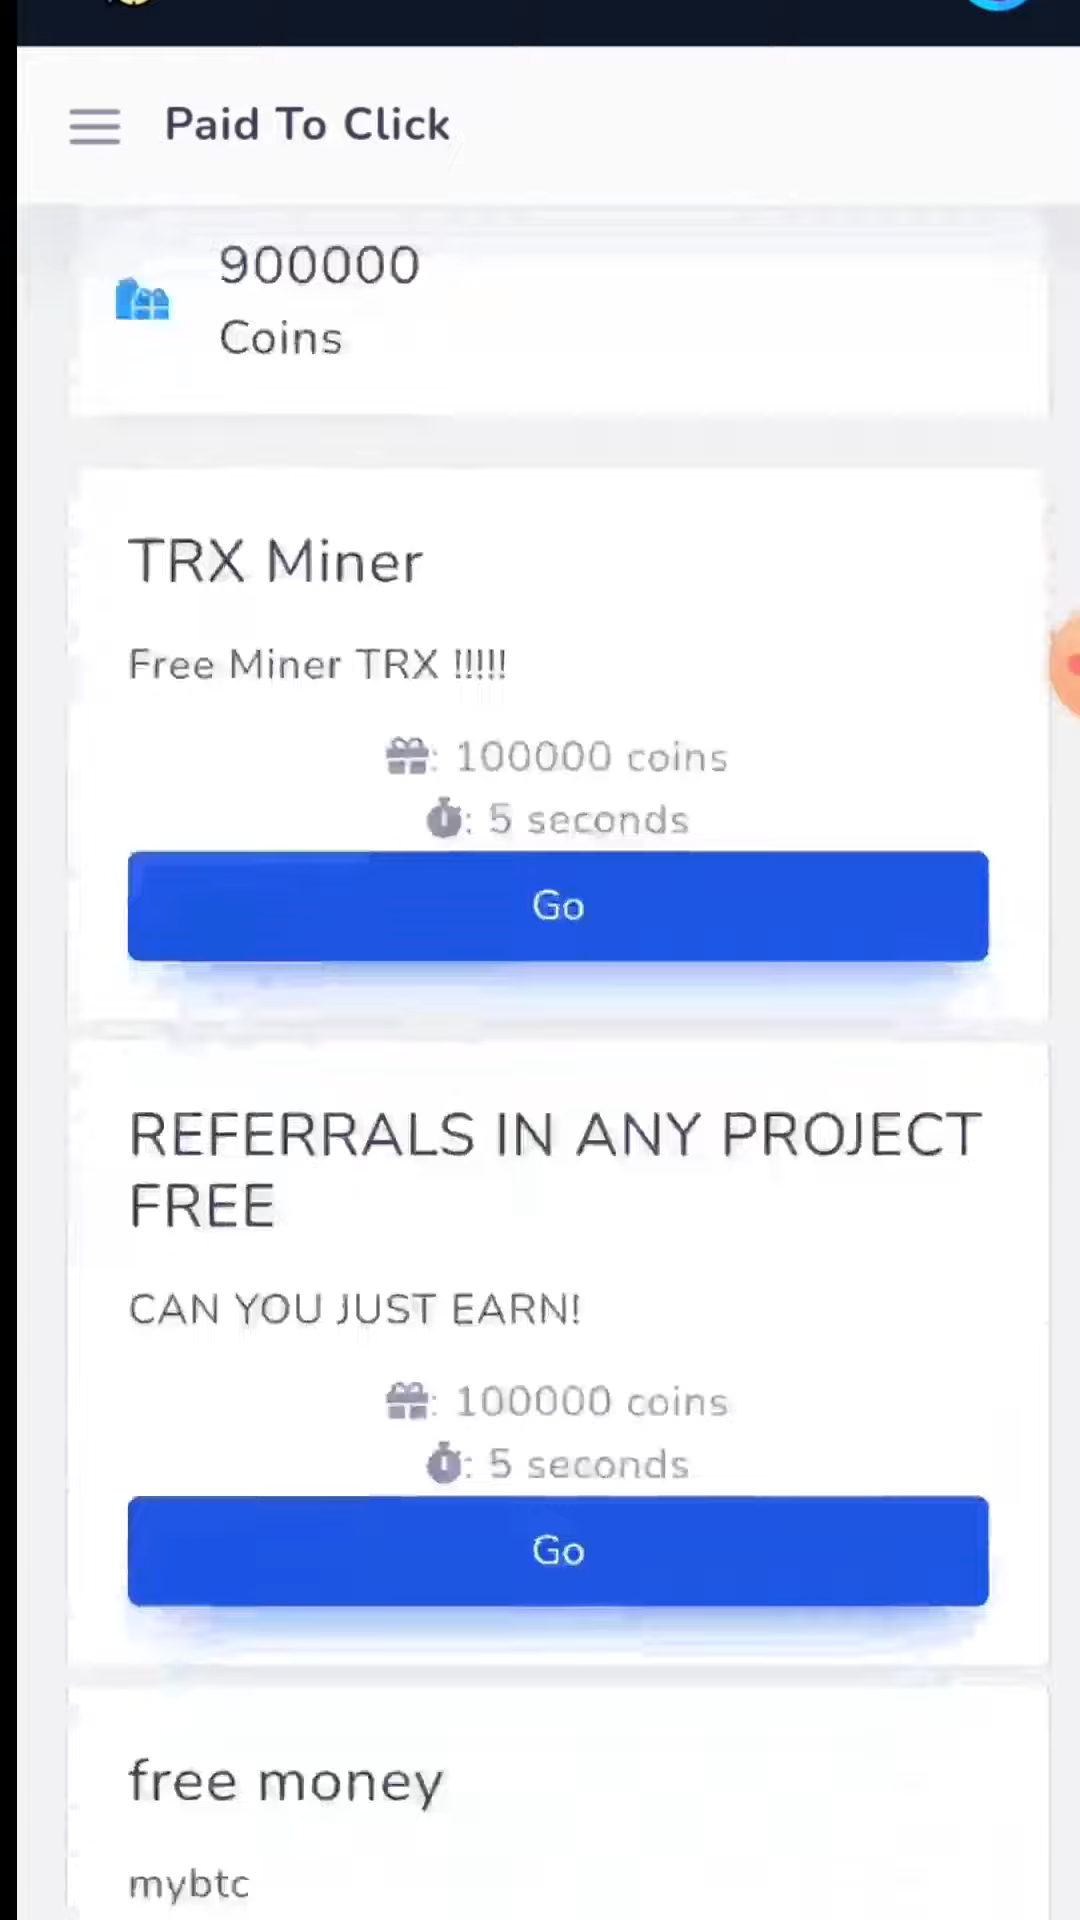 Paid To Click
900000
Coins
TRX Miner
Free Miner TRX !!!!!
: 100000 coins
: 5 seconds
Go
REFERRALS IN ANY PROJECT
FREE
CAN YOU JUST EARN!
: 100000 coins
: 5 seconds
Go
free money
mybtc